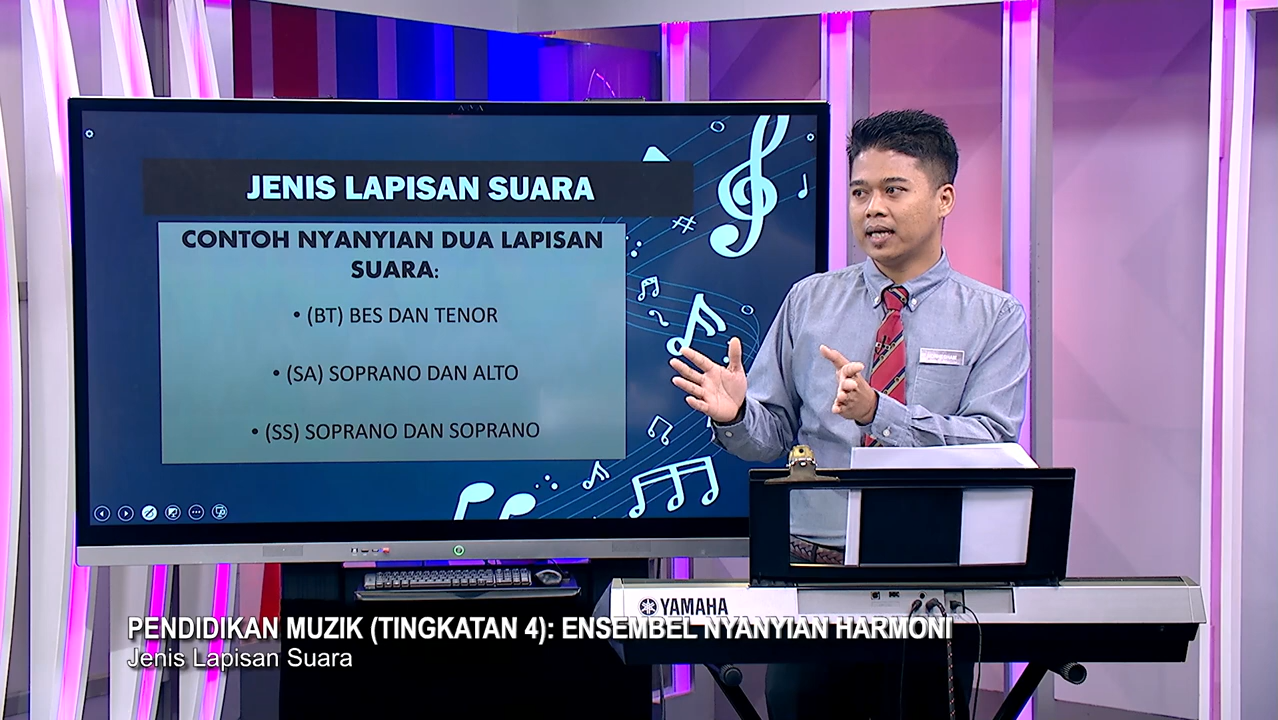 JENIS LAPISAN SUARA
CONTOH NYANYIAN DUA LAPISAN
SUARA:
• (BT) BES DAN TENOR
• (SA) SOPRANO DAN ALTO
• (SS) SOPRANO DAN SOPRANO
YAMAHA
PENDIDIKAN MUZIK (TINGKATAN 4): ENSEMBEL NYANYIAN HARMONI
Jenis Lapisan Suara